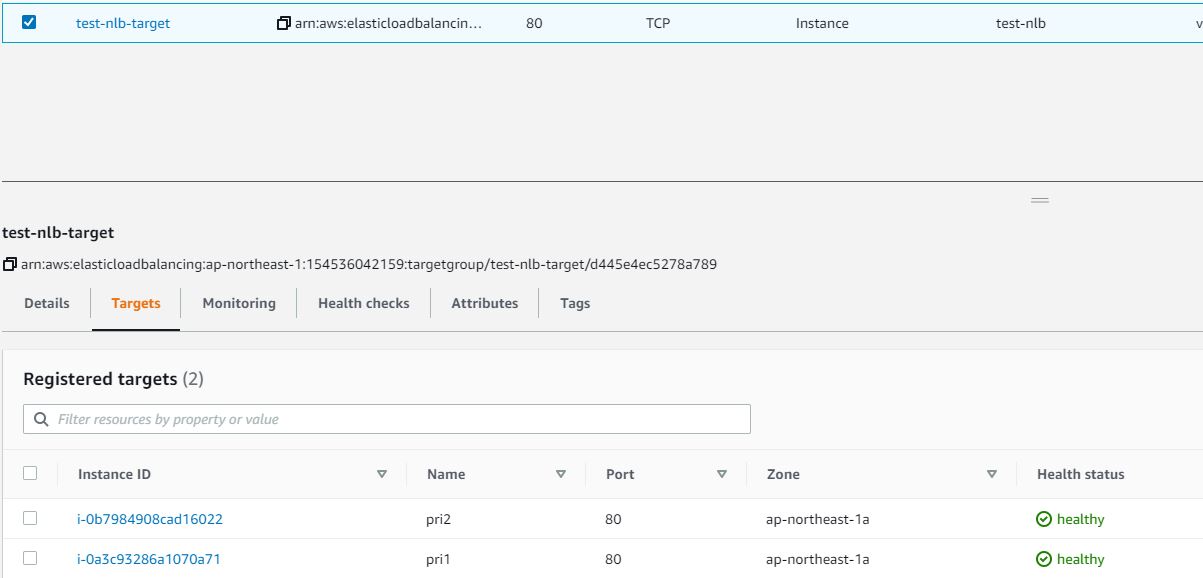 test-nlb-target arn:aws:elasticloadbalancin... 80 TCP Instance test-nlb
test-nlb-target
arn:aws:elasticloadbalancing:ap-northeast-1:154536042159:targetgroup/test-nlb-target/d445e4ec5278a789
Details Targets Monitoring Health checks Attributes Tags
Registered targets (2)
Filter resources by property or value
Instance ID Name Port Zone Health status
i-0b7984908cad16022 pri2 80 ap-northeast-1a healthy
i-0a3c93286a1070a71 pri1 80 ap-northeast-1a healthy